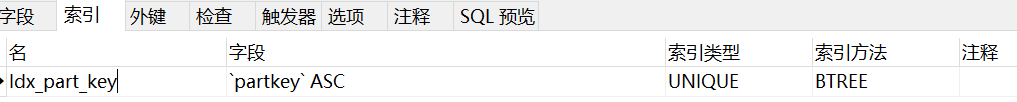 字段 索引 外键 检查 触发器 选项 注释 SQL 预览
名 字段 索引类型 索引方法 注释
Idx_part_key `partkey` ASC UNIQUE BTREE